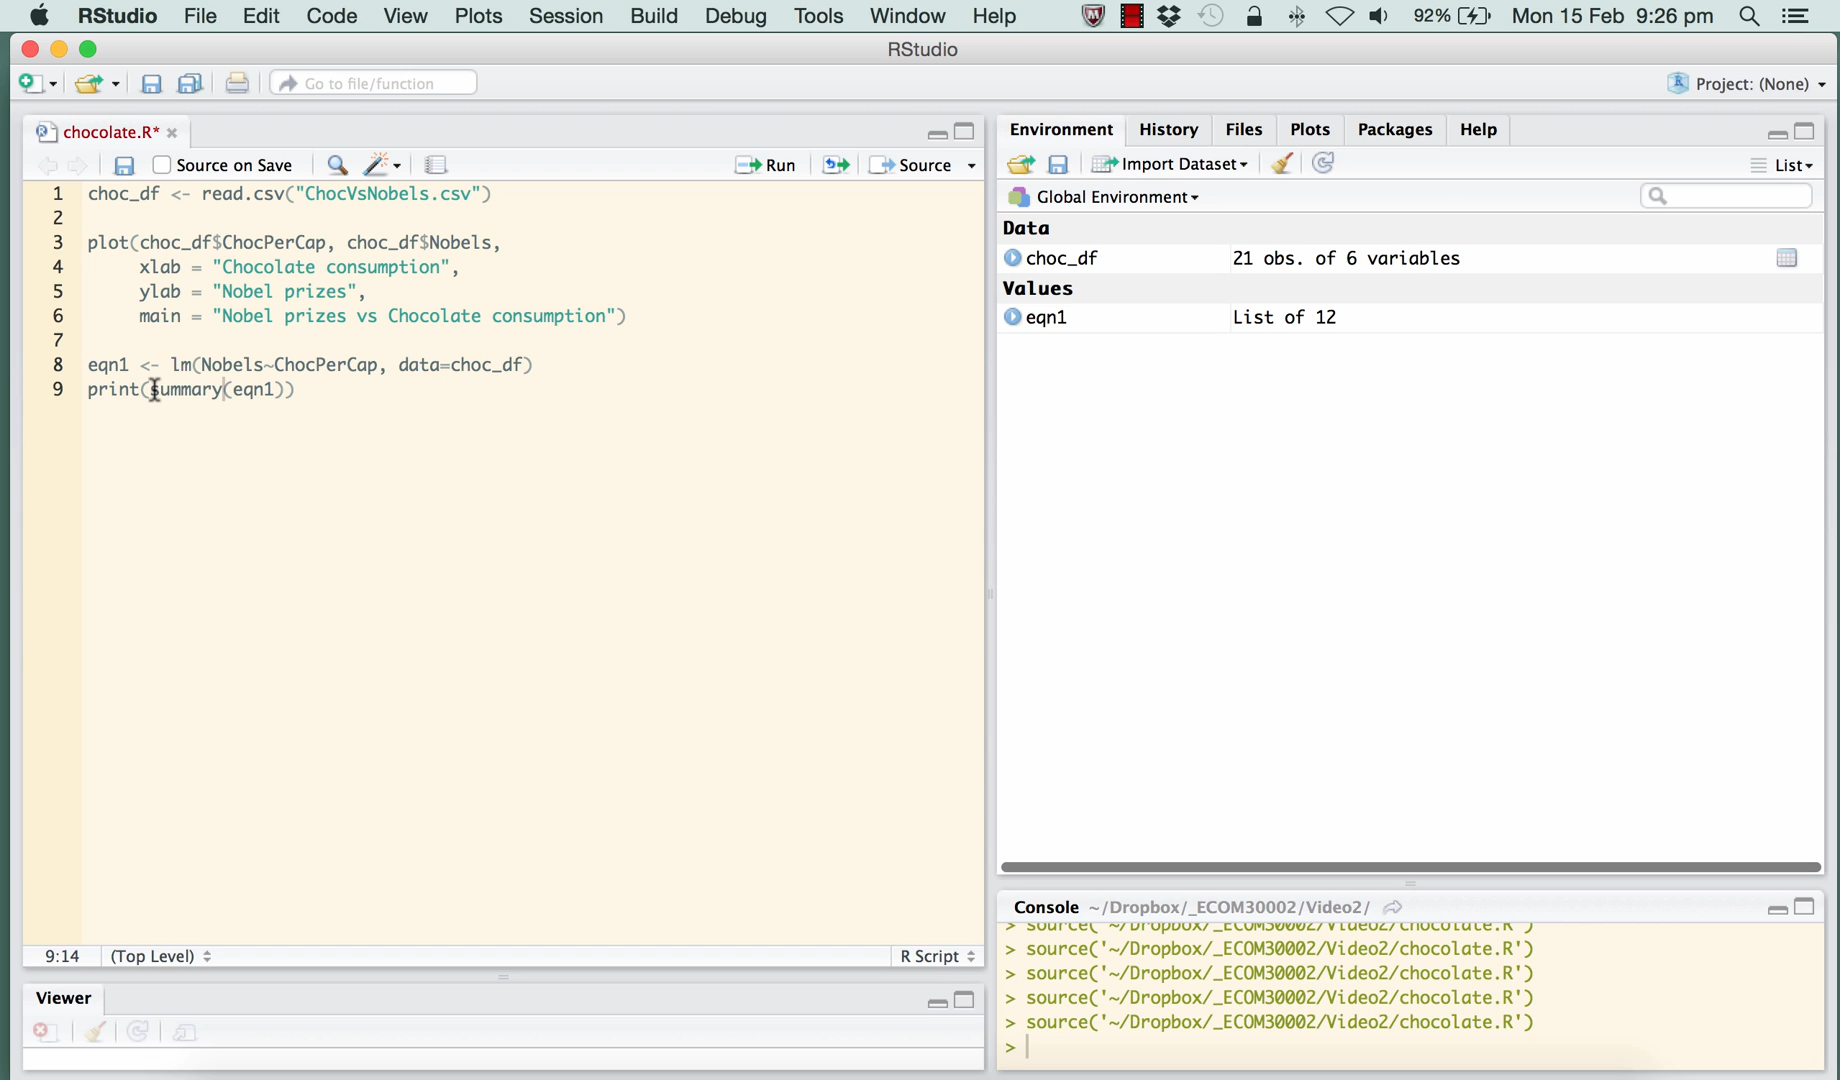 RStudio File Edit Code View Plots Session Build Debug Tools Window Help 92% Mon 15 Feb 9:26 pm
RStudio
Go to file/function Project: (None)
chocolate.R*
Source on Save Run Source
1 choc_df <- read.csv("ChocVsNobels.csv")
2
3 plot(choc_df$ChocPerCap, choc_df$Nobels,
4 xlab = "Chocolate consumption",
5 ylab = "Nobel prizes",
6 main = "Nobel prizes vs Chocolate consumption")
7
8 eqn1 <- lm(Nobels~ChocPerCap, data=choc_df)
9 print(summary(eqn1))
9:14 (Top Level) R Script
Viewer
Environment History Files Plots Packages Help
Import Dataset List
Global Environment
Data
choc_df 21 obs. of 6 variables
Values
eqn1 List of 12
Console ~/Dropbox/_ECOM30002/Video2/
> source('~/Dropbox/_ECOM30002/Video2/chocolate.R')
> source('~/Dropbox/_ECOM30002/Video2/chocolate.R')
> source('~/Dropbox/_ECOM30002/Video2/chocolate.R')
> source('~/Dropbox/_ECOM30002/Video2/chocolate.R')
> source('~/Dropbox/_ECOM30002/Video2/chocolate.R')
>